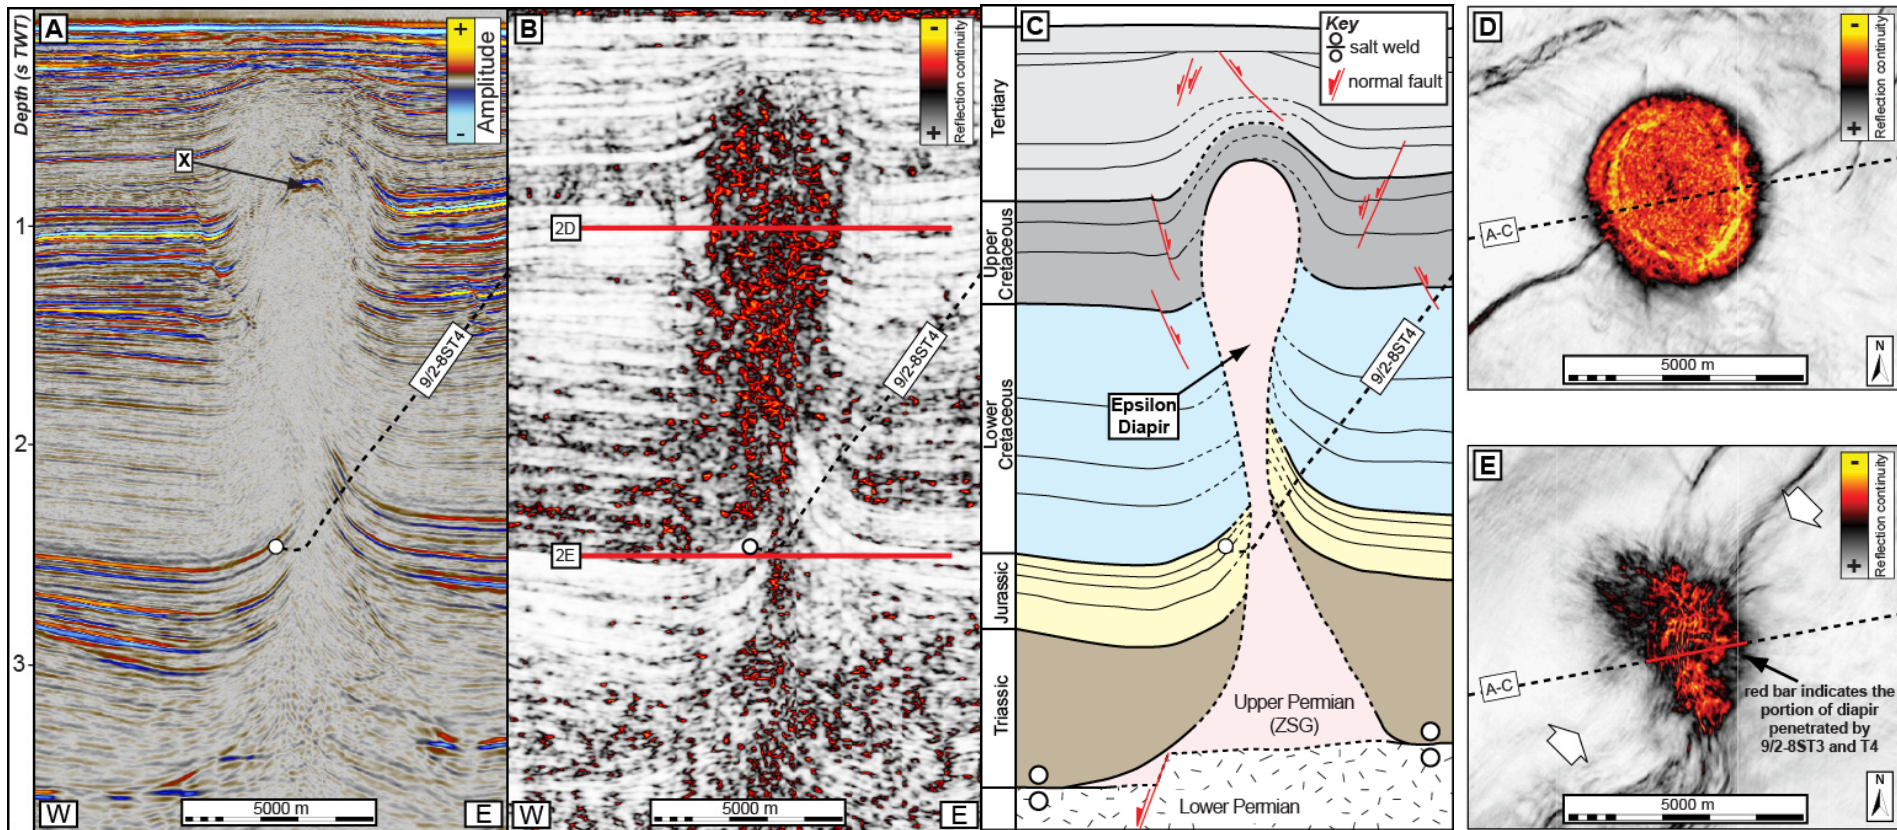 A
+
-
Amplitude
Depth (s TWT)
X
1
2
3
9/2-8ST4
W
5000 m
E
B
-
+
Reflection continuity
2D
9/2-8ST4
2E
W
5000 m
E
C
Key
salt weld
normal fault
Tertiary
Upper
Cretaceous
Lower
Cretaceous
Jurassic
Triassic
Epsilon
Diapir
9/2-8ST4
Upper Permian
(ZSG)
Lower Permian
D
-
+
Reflection continuity
A-C
5000 m
N
E
-
+
Reflection continuity
A-C
red bar indicates the
portion of diapir
penetrated by
9/2-8ST3 and T4
5000 m
N